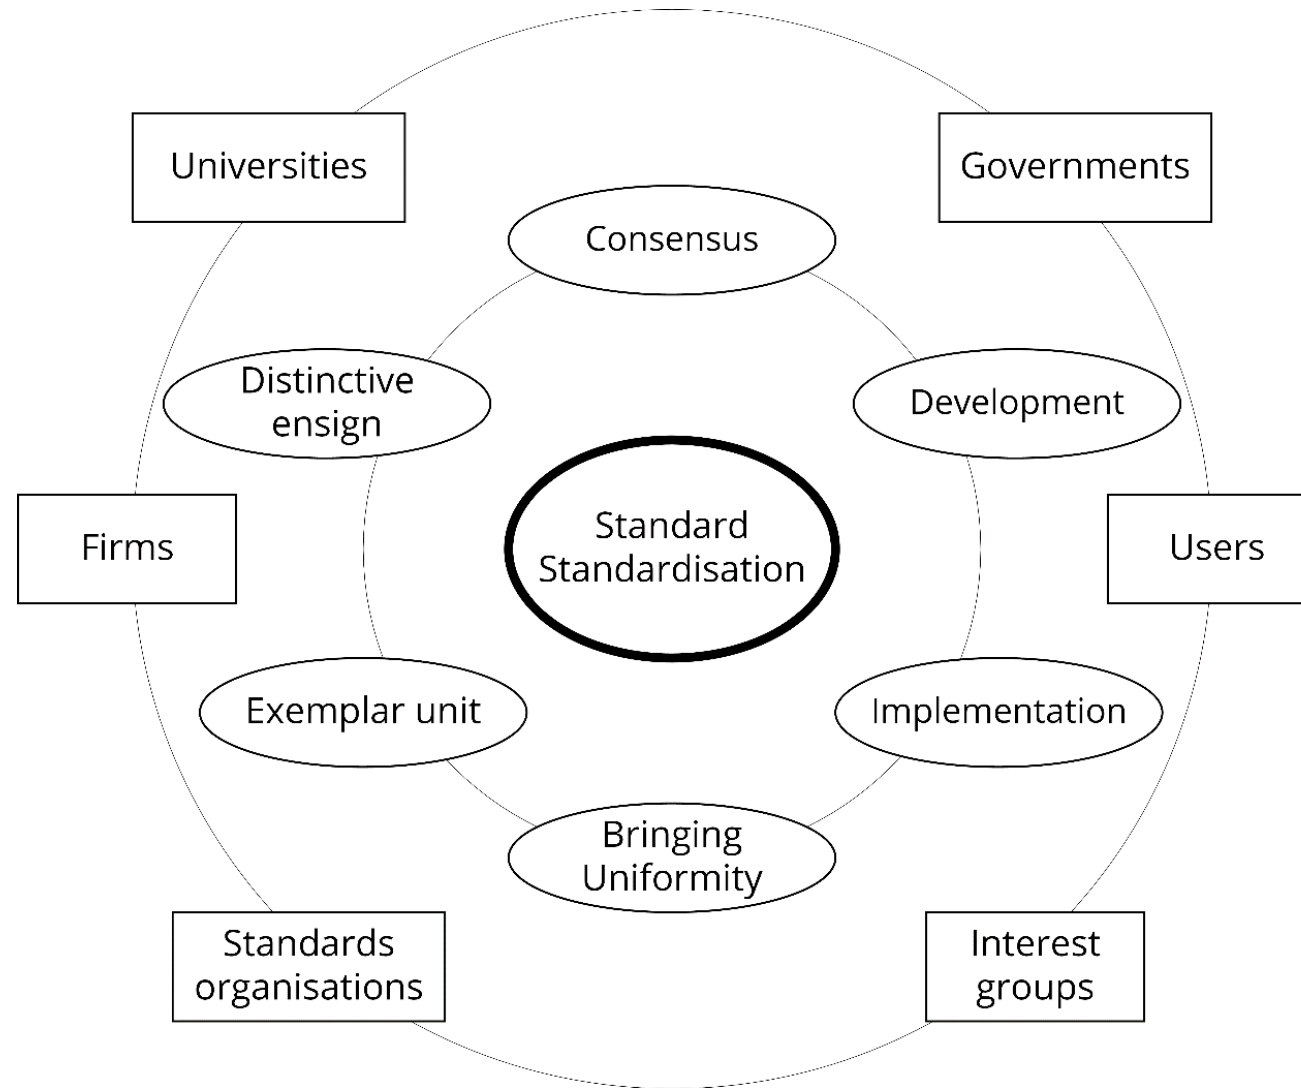 Universities
Governments
Consensus
Distinctive
ensign
Development
Standard
Standardisation
Firms
Users
Exemplar unit
Implementation
Bringing
Uniformity
Standards
organisations
Interest
groups